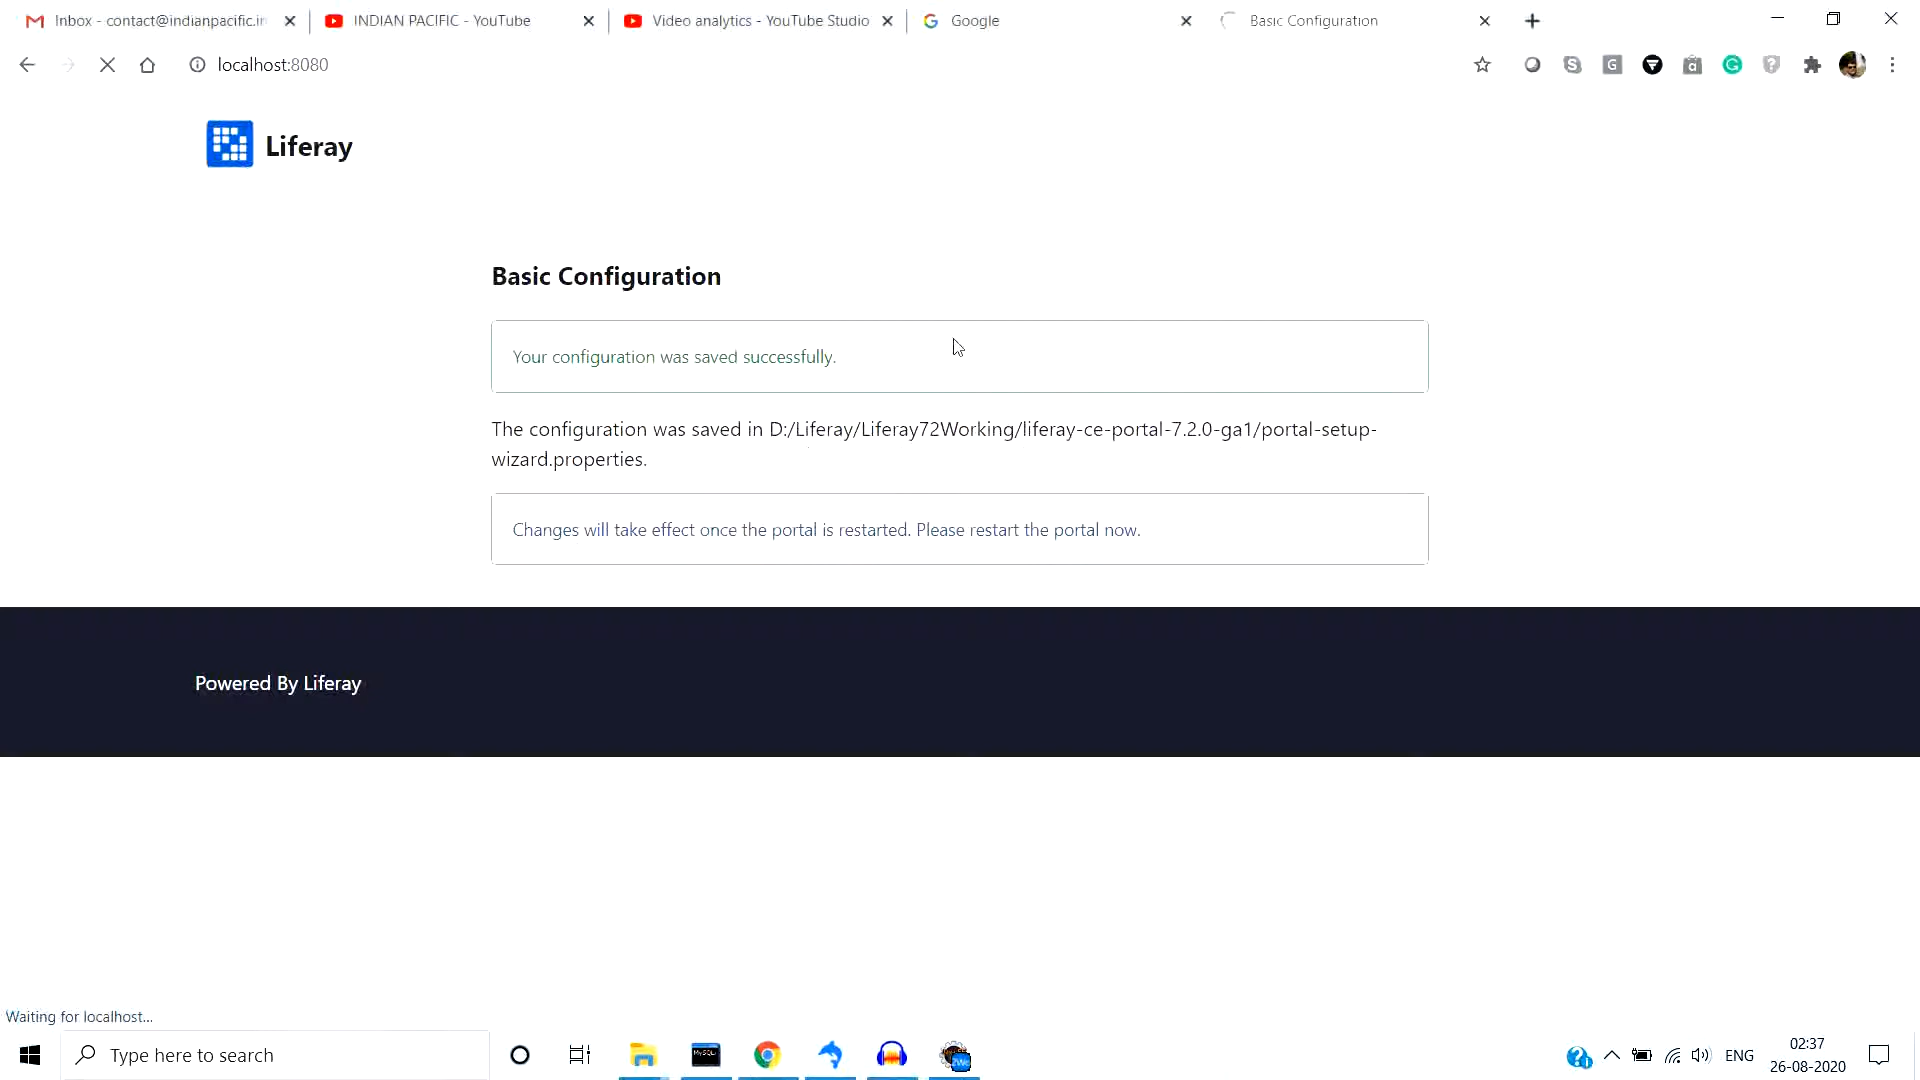 Inbox - contact@indianpacific.in
INDIAN PACIFIC - YouTube
Video analytics - YouTube Studio
Google
Basic Configuration
localhost:8080
Liferay
Basic Configuration
Your configuration was saved successfully.
The configuration was saved in D:/Liferay/Liferay72Working/liferay-ce-portal-7.2.0-ga1/portal-setup-
wizard.properties.
Changes will take effect once the portal is restarted. Please restart the portal now.
Powered By Liferay
Waiting for localhost...
Type here to search
ENG
02:37
26-08-2020